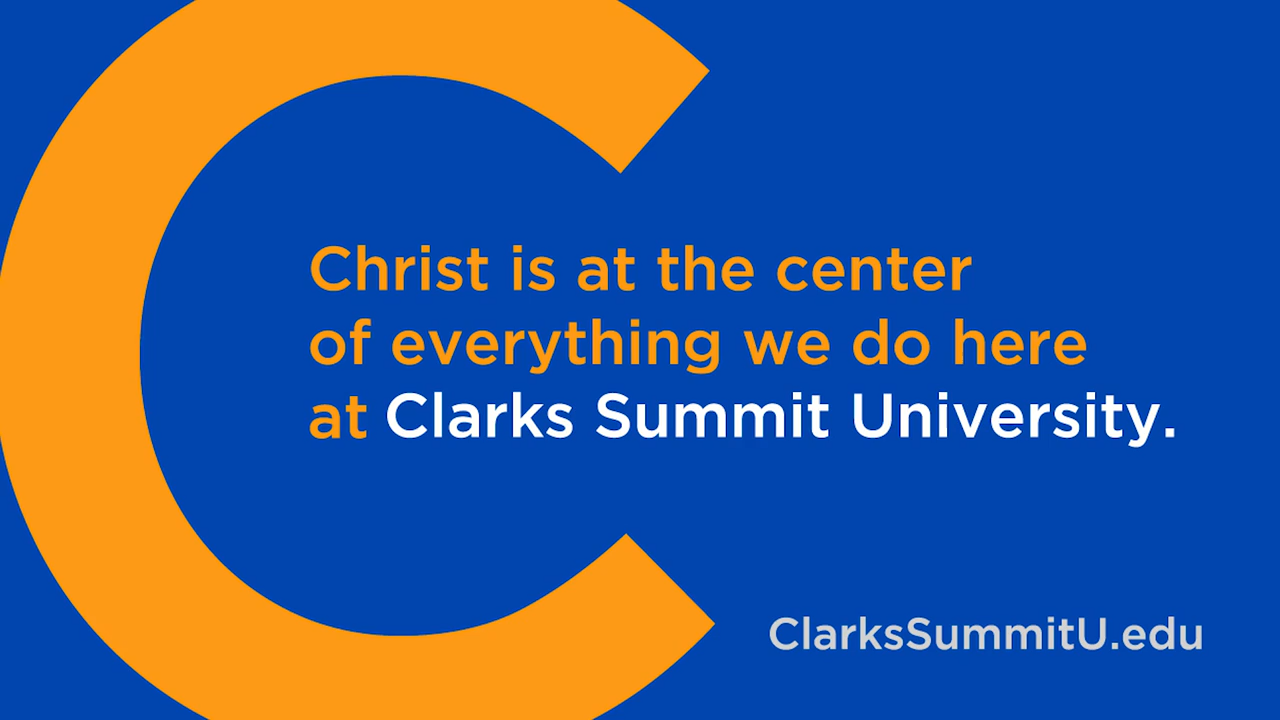 Christ is at the center
of everything we do here
at Clarks Summit University.
ClarksSummitU.edu